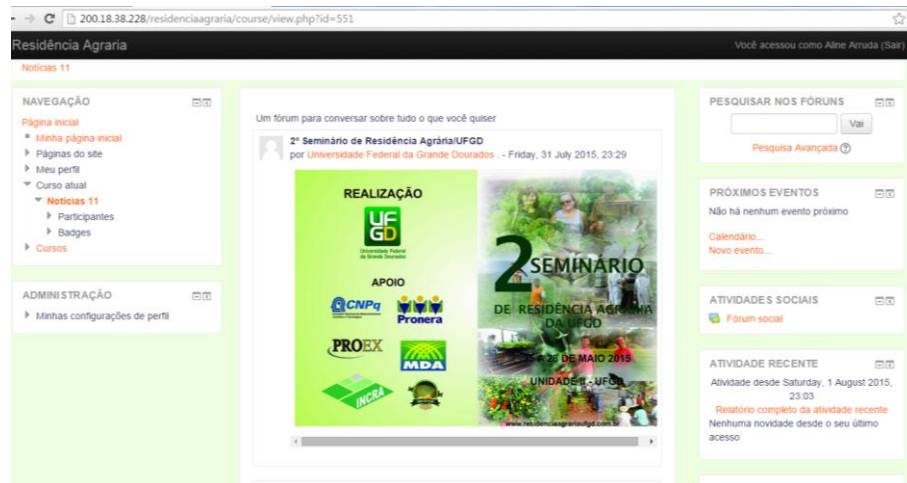 200.18.38.228/residenciaagraria/course/view.php?id=551
Residência Agraria
Você acessou como Aline Arruda (Sair)
Notícias 11
NAVEGAÇÃO
Página inicial
Minha página inicial
Páginas do site
Meu perfil
Curso atual
Notícias 11
Participantes
Badges
Cursos
ADMINISTRAÇÃO
Minhas configurações de perfil
Um fórum para conversar sobre tudo o que você quiser
2º Seminário de Residência Agrária/UFGD
por Universidade Federal da Grande Dourados . - Friday, 31 July 2015, 23:29
REALIZAÇÃO
UFGD
Universidade Federal
da Grande Dourados
APOIO
CNPq
Pronera
PROEX
MDA
INCRA
2 SEMINÁRIO
DE RESIDÊNCIA AGRÁRIA
DA UFGD
DE MAIO 2015
UNIDADE II - UFGD
www.residenciaagrariaufgd.com.br
PESQUISAR NOS FÓRUNS
Vai
Pesquisa Avançada
PRÓXIMOS EVENTOS
Não há nenhum evento próximo
Calendário...
Novo evento...
ATIVIDADES SOCIAIS
Fórum social
ATIVIDADE RECENTE
Atividade desde Saturday, 1 August 2015,
23:03
Relatório completo da atividade recente
Nenhuma novidade desde o seu último
acesso